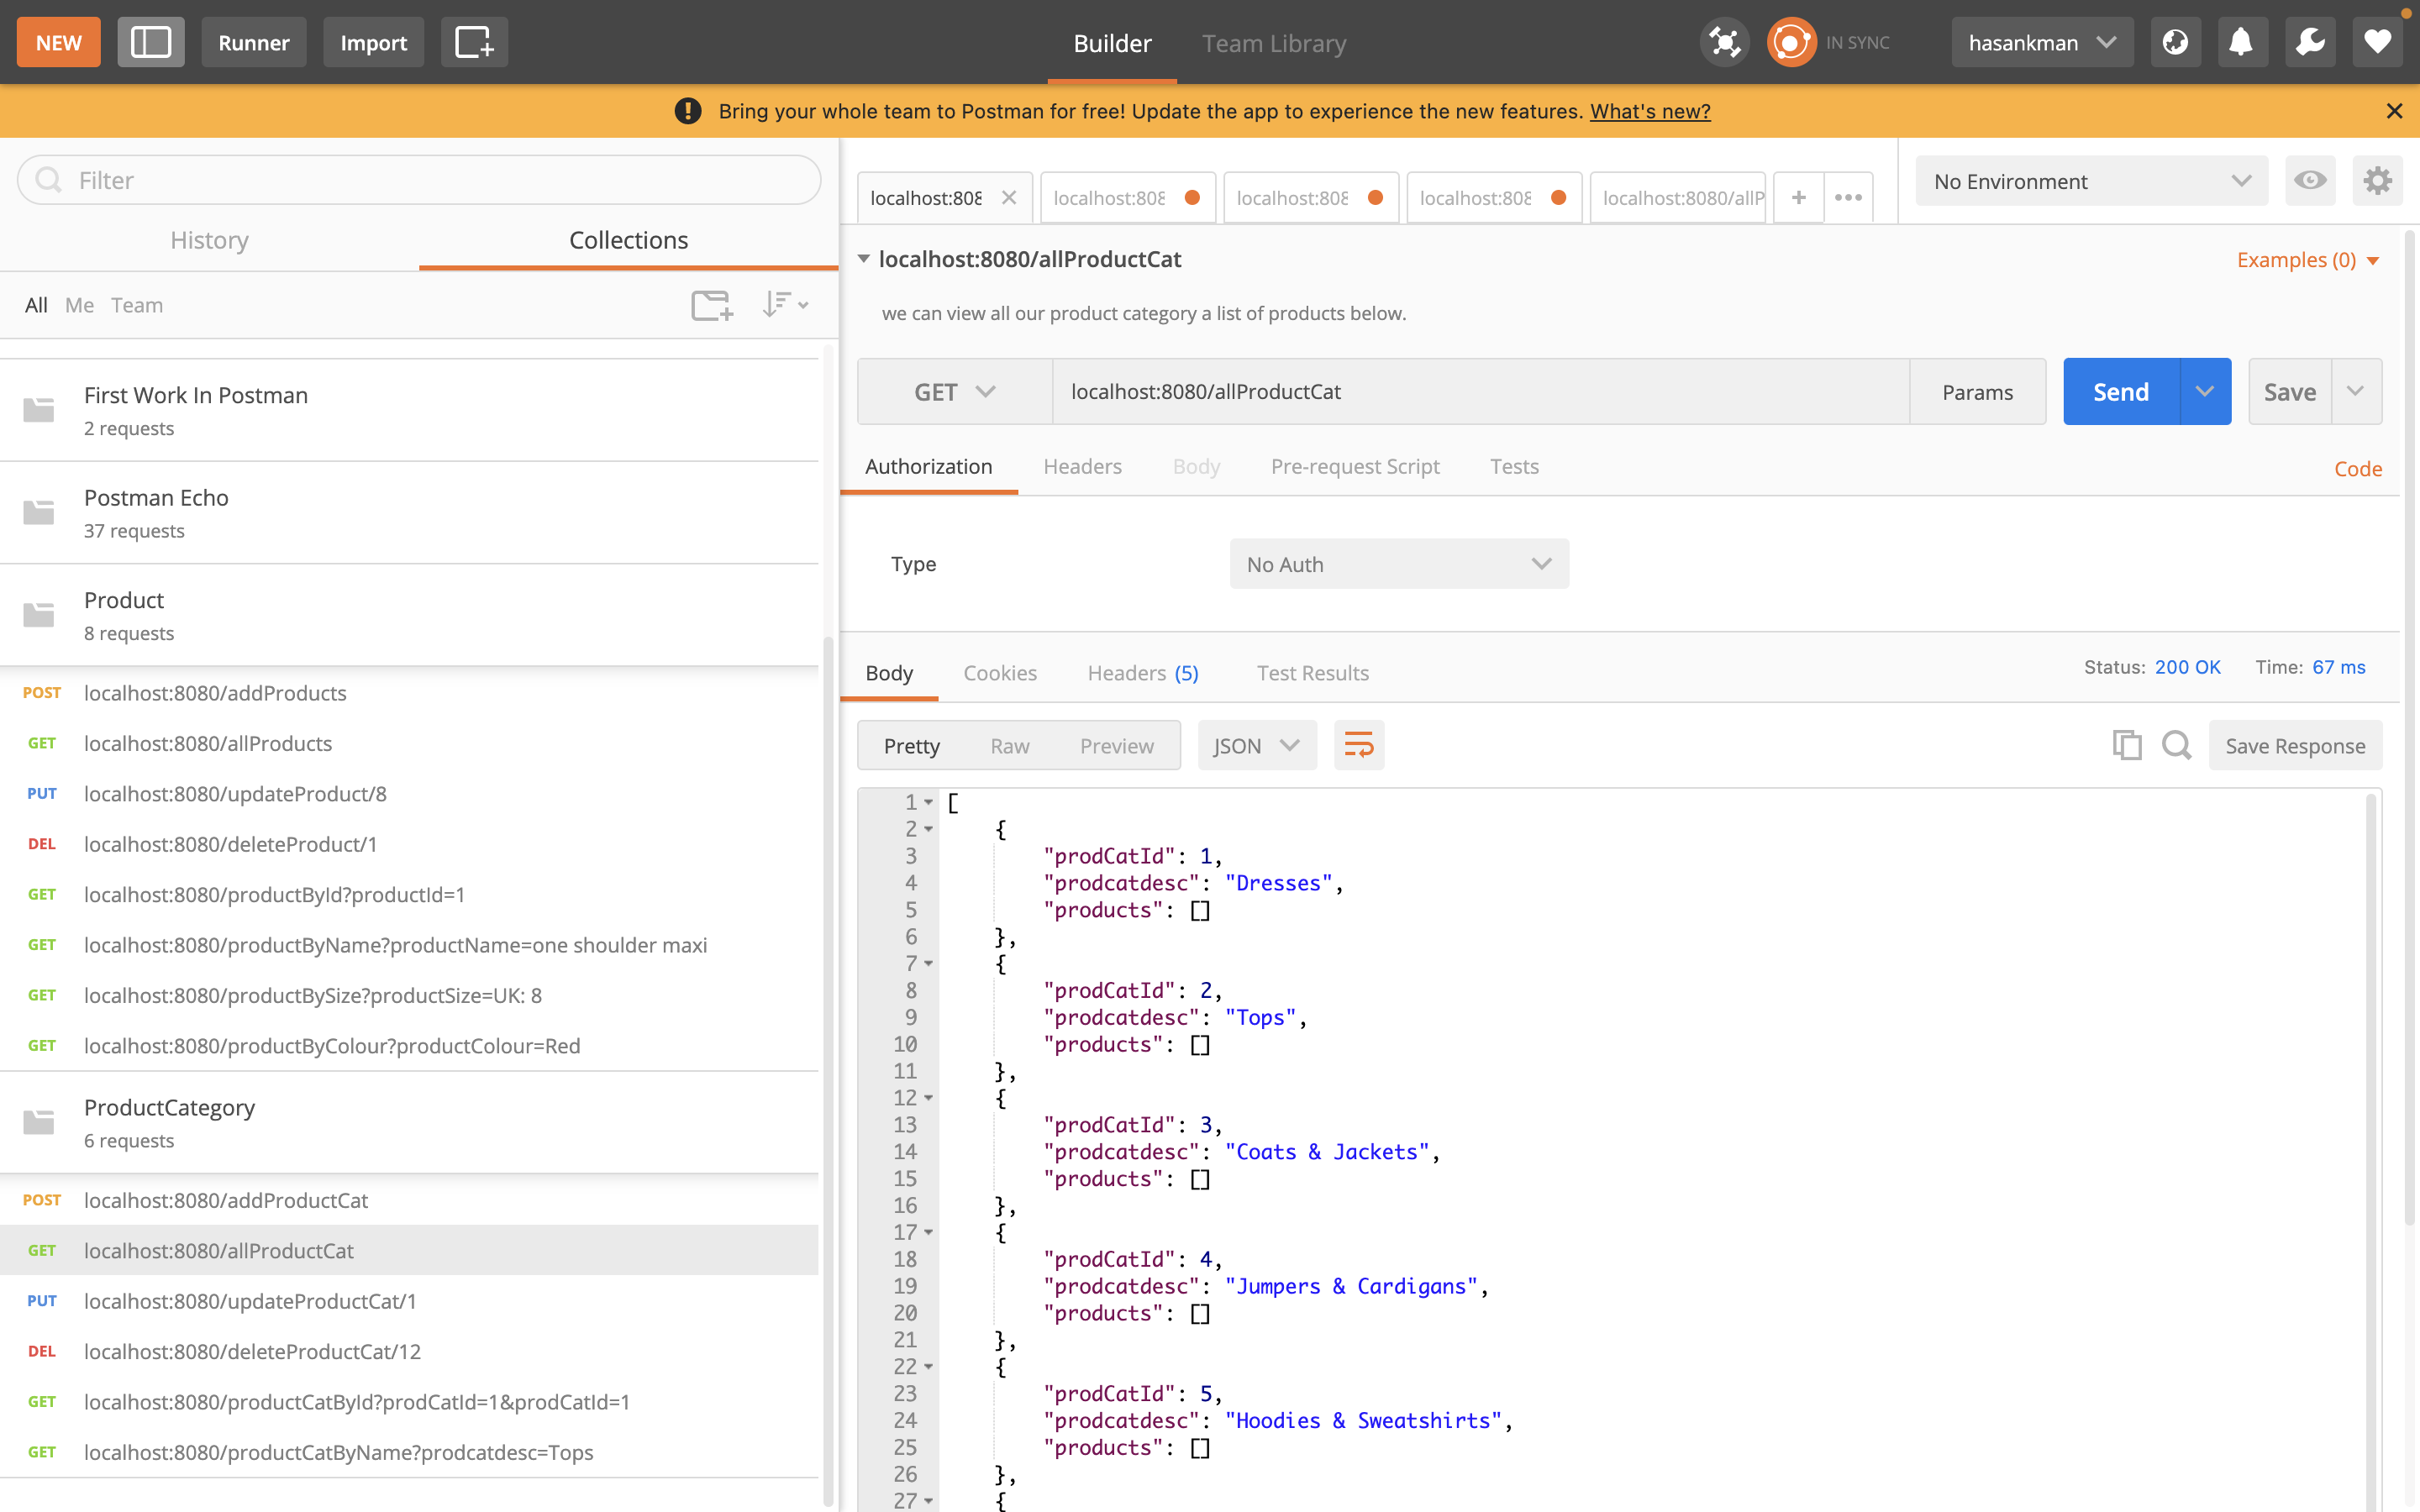 NEW
Runner
Import
Builder
Team Library
IN SYNC
hasankman
Bring your whole team to Postman for free! Update the app to experience the new features. What's new?
Filter
History
Collections
All Me Team
First Work In Postman
2 requests
Postman Echo
37 requests
Product
8 requests
POST localhost:8080/addProducts
GET localhost:8080/allProducts
PUT localhost:8080/updateProduct/8
DEL localhost:8080/deleteProduct/1
GET localhost:8080/productById?productId=1
GET localhost:8080/productByName?productName=one shoulder maxi
GET localhost:8080/productBySize?productSize=UK: 8
GET localhost:8080/productByColour?productColour=Red
ProductCategory
6 requests
POST localhost:8080/addProductCat
GET localhost:8080/allProductCat
PUT localhost:8080/updateProductCat/1
DEL localhost:8080/deleteProductCat/12
GET localhost:8080/productCatById?prodCatId=1&prodCatId=1
GET localhost:8080/productCatByName?prodcatdesc=Tops
localhost:808 localhost:808 localhost:808 localhost:808 localhost:8080/allP + •••
No Environment
localhost:8080/allProductCat
Examples (0)
we can view all our product category a list of products below.
GET localhost:8080/allProductCat Params Send Save
Authorization Headers Body Pre-request Script Tests Code
Type No Auth
Body Cookies Headers (5) Test Results Status: 200 OK Time: 67 ms
Pretty Raw Preview JSON Save Response
1 [
2 {
3 "prodCatId": 1,
4 "prodcatdesc": "Dresses",
5 "products": []
6 },
7 {
8 "prodCatId": 2,
9 "prodcatdesc": "Tops",
10 "products": []
11 },
12 {
13 "prodCatId": 3,
14 "prodcatdesc": "Coats & Jackets",
15 "products": []
16 },
17 {
18 "prodCatId": 4,
19 "prodcatdesc": "Jumpers & Cardigans",
20 "products": []
21 },
22 {
23 "prodCatId": 5,
24 "prodcatdesc": "Hoodies & Sweatshirts",
25 "products": []
26 },
27 {